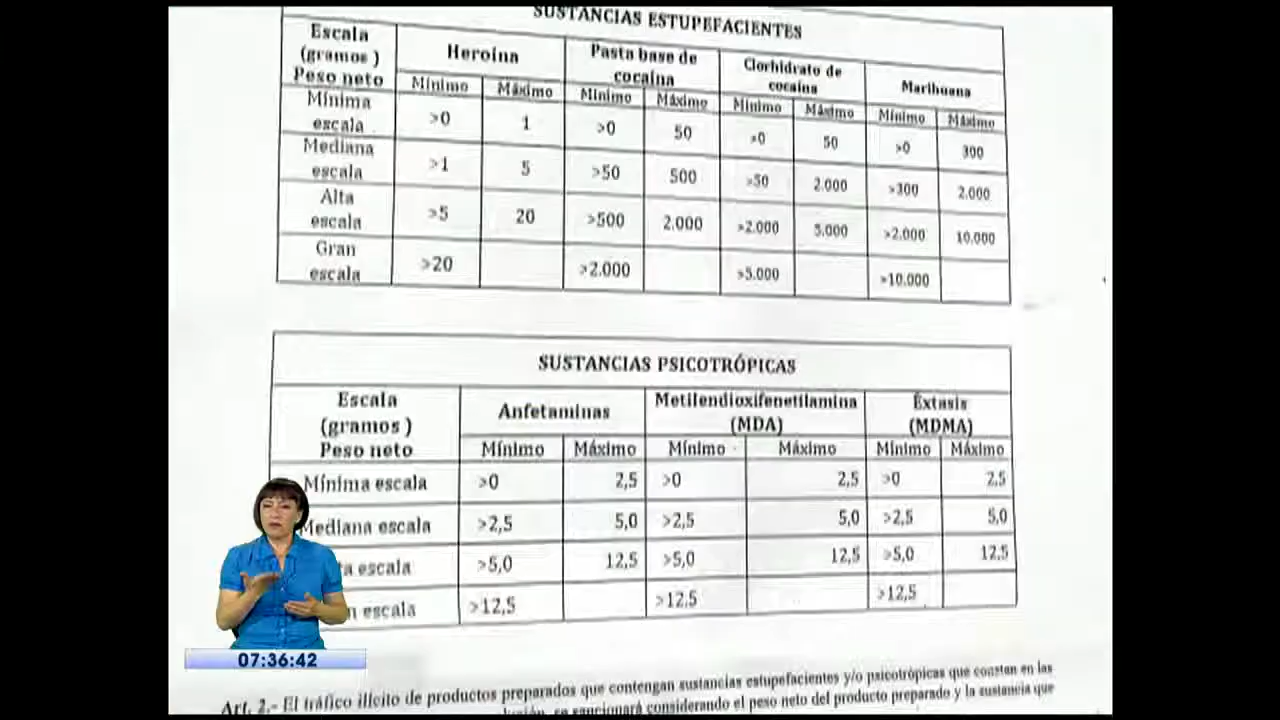 SUSTANCIAS ESTUPEFACIENTES
Escala (gramos ) Peso neto | Heroína | Pasta base de cocaína | Clorhidrato de cocaína | Marihuana
Mínimo | Máximo | Mínimo | Máximo | Mínimo | Máximo | Mínimo | Máximo
Mínima escala | >0 | 1 | >0 | 50 | >0 | 50 | >0 | 300
Mediana escala | >1 | 5 | >50 | 500 | >50 | 2.000 | >300 | 2.000
Alta escala | >5 | 20 | >500 | 2.000 | >2.000 | 5.000 | >2.000 | 10.000
Gran escala | >20 | | >2.000 | | >5.000 | | >10.000 |
SUSTANCIAS PSICOTRÓPICAS
Escala (gramos ) Peso neto | Anfetaminas | Metilendioxifenetilamina (MDA) | Éxtasis (MDMA)
Mínimo | Máximo | Mínimo | Máximo | Mínimo | Máximo
Mínima escala | >0 | 2,5 | >0 | 2,5 | >0 | 2,5
Mediana escala | >2,5 | 5,0 | >2,5 | 5,0 | >2,5 | 5,0
ta escala | >5,0 | 12,5 | >5,0 | 12,5 | >5,0 | 12,5
n escala | >12,5 | | >12,5 | | >12,5 |
07:36:42
Art. 2.- El tráfico ilícito de productos preparados que contengan sustancias estupefacientes y/o psicotrópicas que constan en las
se sancionará considerando el peso neto del producto preparado y la sustancia que